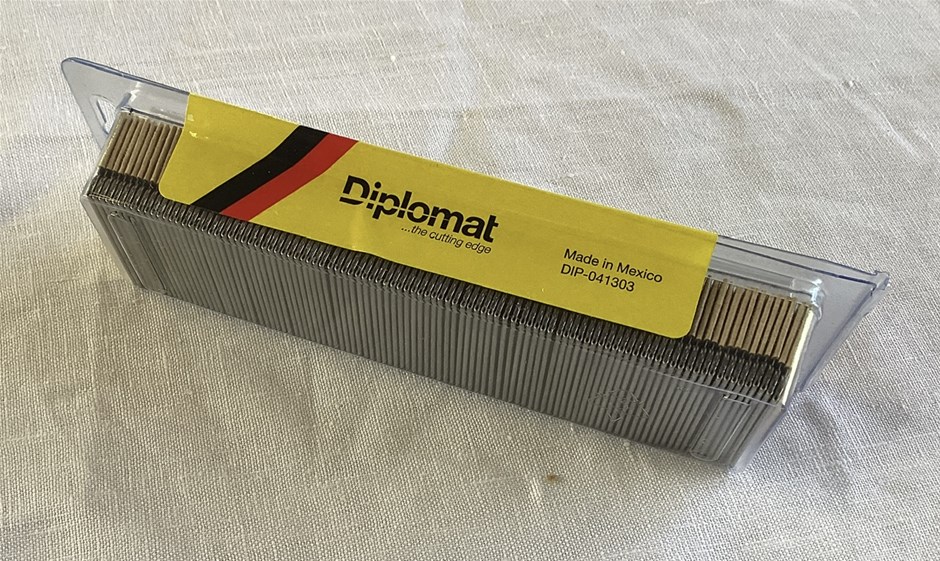 Diplomat
...the cutting edge
Made in Mexico
DIP-041303